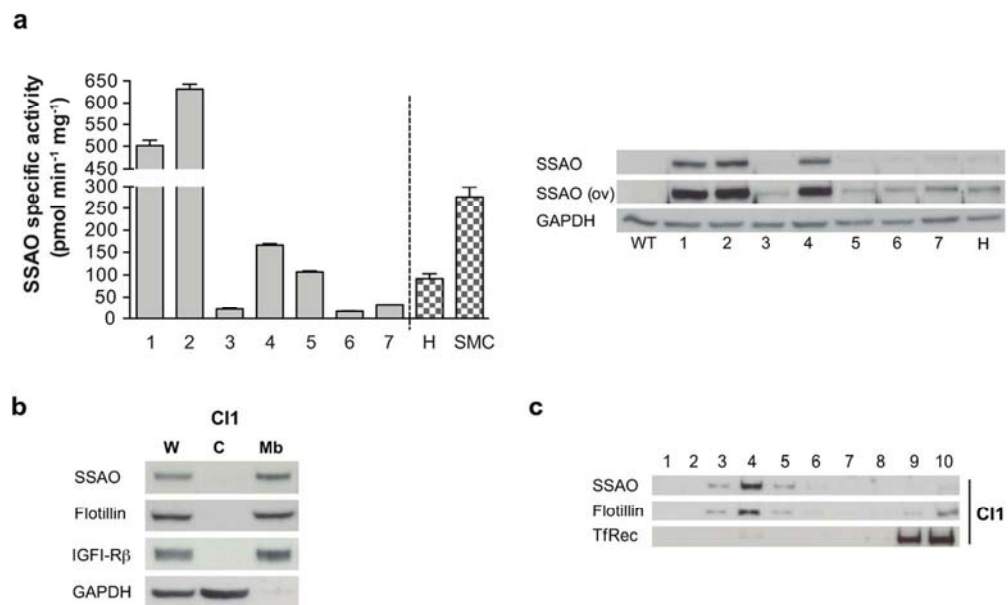 a
SSAO specific activity
(pmol min⁻¹ mg⁻¹)
650
600
550
500
450
300
250
200
150
100
50
0
1 2 3 4 5 6 7 H SMC
SSAO
SSAO (ov)
GAPDH
WT 1 2 3 4 5 6 7 H
b
Cl1
W C Mb
SSAO
Flotillin
IGFI-Rβ
GAPDH
c
1 2 3 4 5 6 7 8 9 10
SSAO
Flotillin
TfRec
Cl1